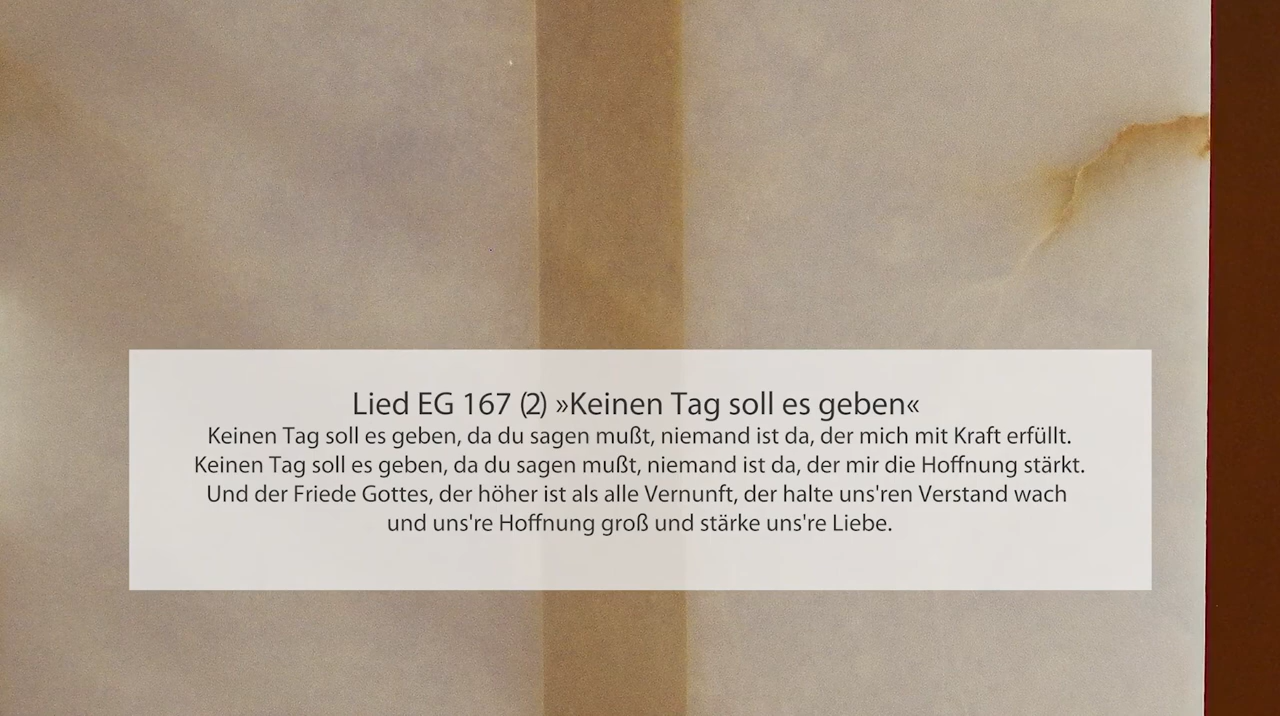 Lied EG 167 (2) »Keinen Tag soll es geben«
Keinen Tag soll es geben, da du sagen mußt, niemand ist da, der mich mit Kraft erfüllt.
Keinen Tag soll es geben, da du sagen mußt, niemand ist da, der mir die Hoffnung stärkt.
Und der Friede Gottes, der höher ist als alle Vernunft, der halte uns'ren Verstand wach
und uns're Hoffnung groß und stärke uns're Liebe.